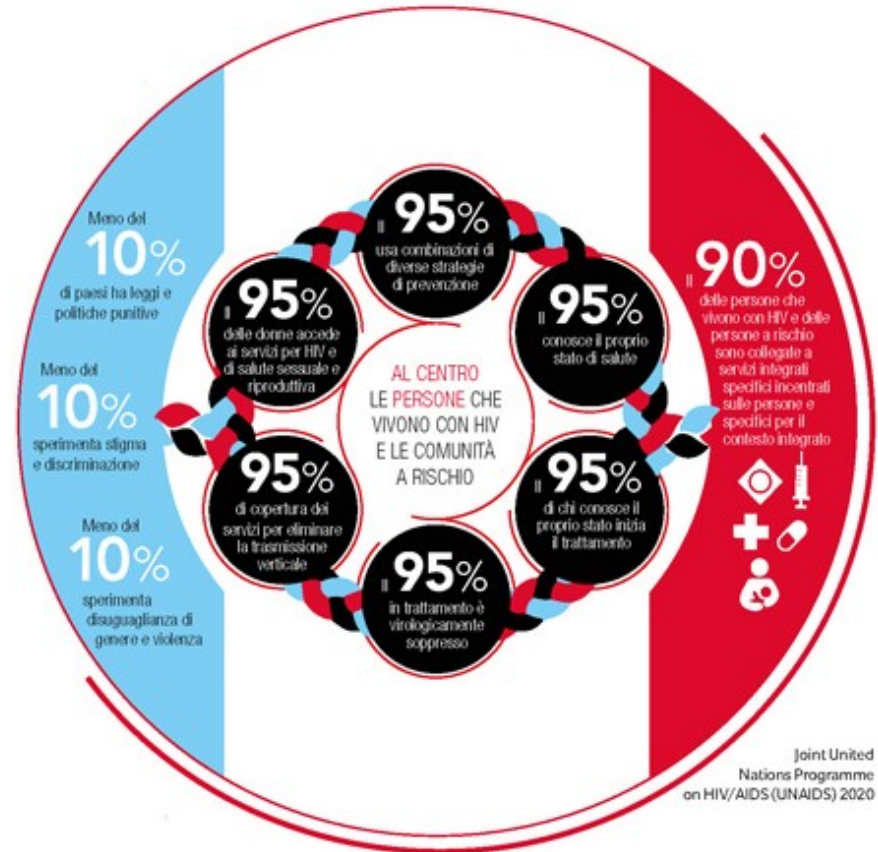 Meno del
10%
di paesi ha leggi e
politiche punitive
Meno del
10%
sperimenta stigma
e discriminazione
Meno del
10%
sperimenta
disuguaglianza di
genere e violenza
Il 95%
usa combinazioni di
diverse strategie
di prevenzione
Il 95%
conosce il proprio
stato di salute
Il 95%
di chi conosce il
proprio stato inizia
il trattamento
Il 95%
in trattamento è
virologicamente
soppresso
95%
di copertura dei
servizi per eliminare
la trasmissione
verticale
Il 95%
delle donne accede
ai servizi per HIV e
di salute sessuale e
riproduttiva
AL CENTRO
LE PERSONE CHE
VIVONO CON HIV
E LE COMUNITÀ
A RISCHIO
Il 90%
delle persone che
vivono con HIV e delle
persone a rischio
sono collegate a
servizi integrati
specifici incentrati
sulle persone e
specifici per il
contesto integrato
Joint United
Nations Programme
on HIV/AIDS (UNAIDS) 2020